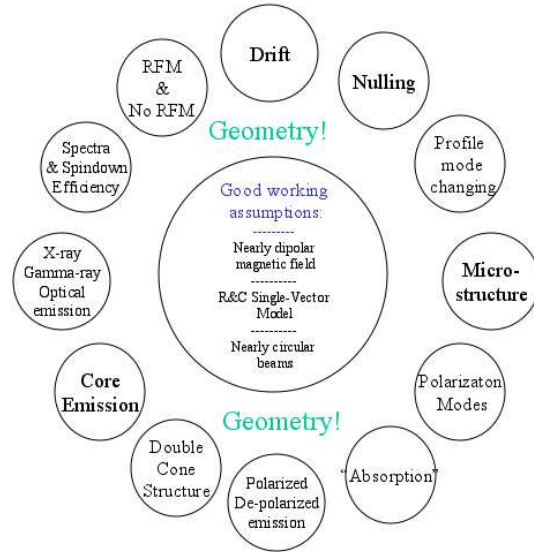 Drift
Nulling
Profile
mode
changing
Micro-
structure
Polarizaton
Modes
“Absorption”
Polarized
De-polarized
emission
Double
Cone
Structure
Core
Emission
X-ray
Gamma-ray
Optical
emission
Spectra
& Spindown
Efficiency
RFM
&
No RFM
Geometry!
Good working
assumptions:
---------
Nearly dipolar
magnetic field
----------
R&C Single-Vector
Model
----------
Nearly circular
beams
Geometry!